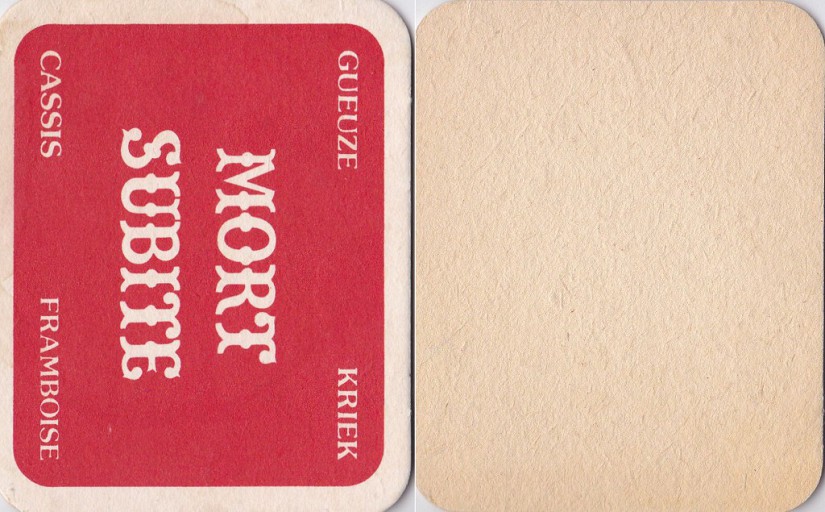 GUEUZE KRIEK
MORT
SUBITE
CASSIS FRAMBOISE